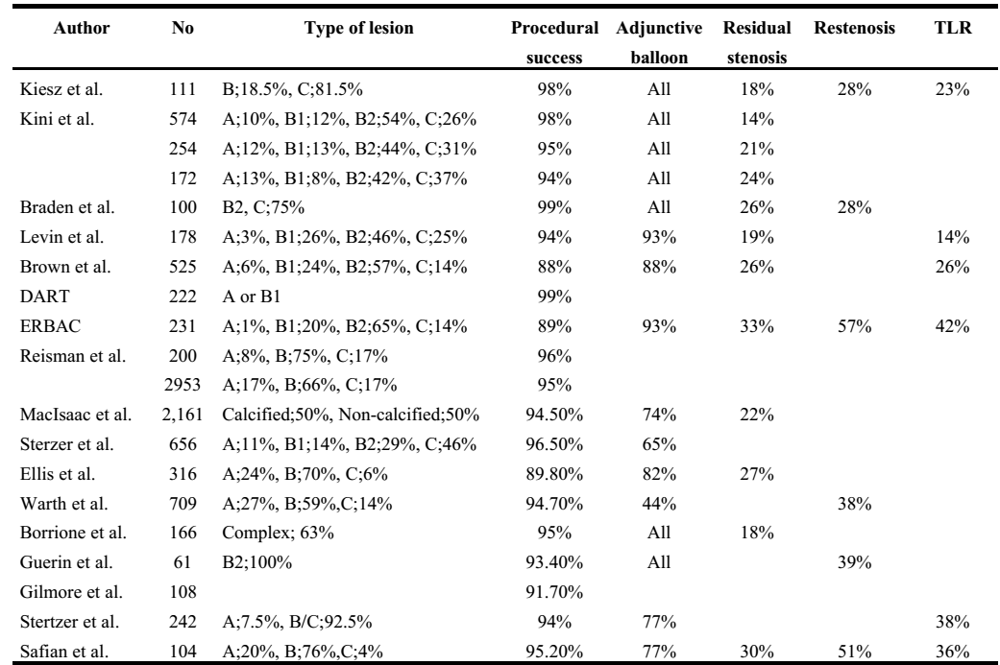 Author No Type of lesion Procedural success Adjunctive balloon Residual stenosis Restenosis TLR
Kiesz et al. 111 B;18.5%, C;81.5% 98% All 18% 28% 23%
Kini et al. 574 A;10%, B1;12%, B2;54%, C;26% 98% All 14%
254 A;12%, B1;13%, B2;44%, C;31% 95% All 21%
172 A;13%, B1;8%, B2;42%, C;37% 94% All 24%
Braden et al. 100 B2, C;75% 99% All 26% 28%
Levin et al. 178 A;3%, B1;26%, B2;46%, C;25% 94% 93% 19% 14%
Brown et al. 525 A;6%, B1;24%, B2;57%, C;14% 88% 88% 26% 26%
DART 222 A or B1 99%
ERBAC 231 A;1%, B1;20%, B2;65%, C;14% 89% 93% 33% 57% 42%
Reisman et al. 200 A;8%, B;75%, C;17% 96%
2953 A;17%, B;66%, C;17% 95%
MacIsaac et al. 2,161 Calcified;50%, Non-calcified;50% 94.50% 74% 22%
Sterzer et al. 656 A;11%, B1;14%, B2;29%, C;46% 96.50% 65%
Ellis et al. 316 A;24%, B;70%, C;6% 89.80% 82% 27%
Warth et al. 709 A;27%, B;59%,C;14% 94.70% 44% 38%
Borrione et al. 166 Complex; 63% 95% All 18%
Guerin et al. 61 B2;100% 93.40% All 39%
Gilmore et al. 108 91.70%
Stertzer et al. 242 A;7.5%, B/C;92.5% 94% 77% 38%
Safian et al. 104 A;20%, B;76%,C;4% 95.20% 77% 30% 51% 36%